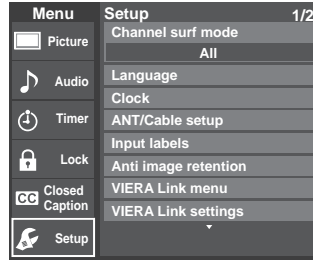 Menu
Picture
Audio
Timer
Lock
CC Closed
Caption
Setup
Setup 1/2
Channel surf mode
All
Language
Clock
ANT/Cable setup
Input labels
Anti image retention
VIERA Link menu
VIERA Link settings